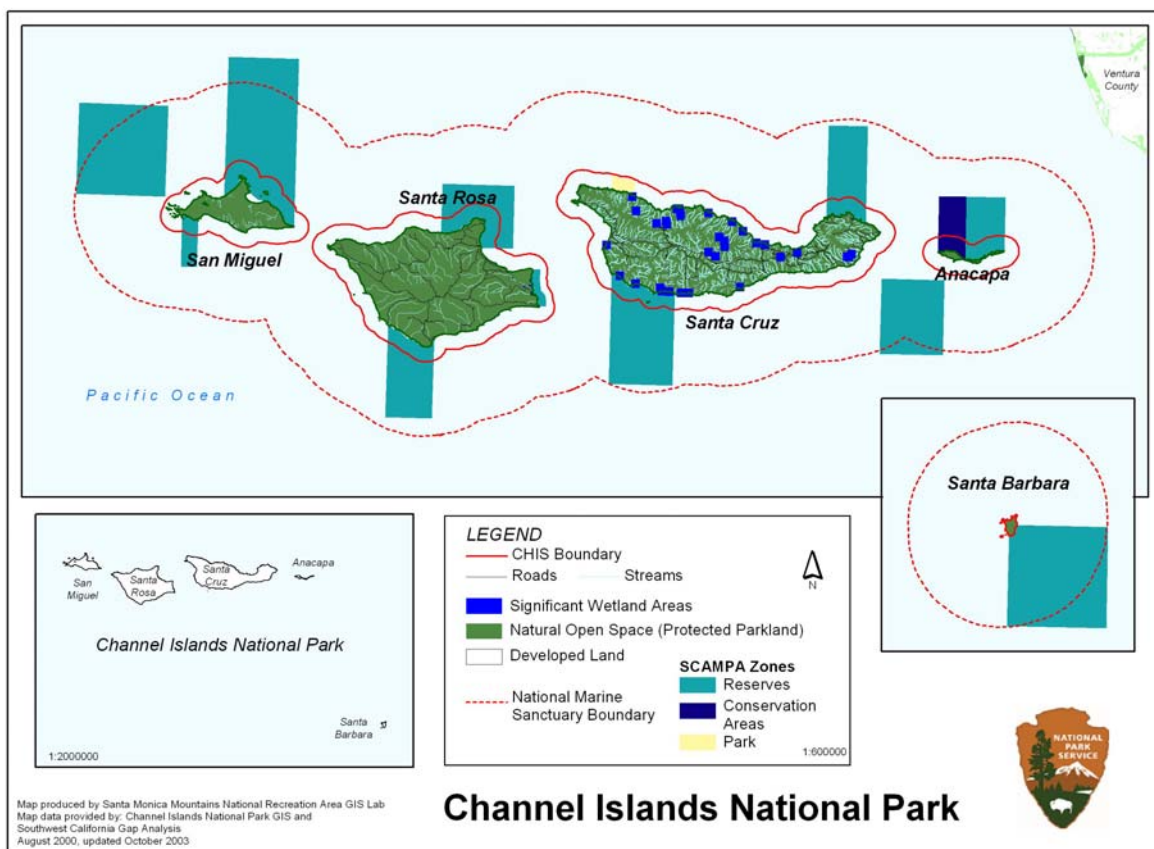 Ventura
County
Santa Rosa
San Miguel
Anacapa
Santa Cruz
Pacific Ocean
Santa Barbara
San
Miguel
Santa
Rosa
Santa
Cruz
Anacapa
Channel Islands National Park
Santa
Barbara
1:2000000
LEGEND
CHIS Boundary
Roads
Streams
N
Significant Wetland Areas
Natural Open Space (Protected Parkland)
Developed Land
National Marine
Sanctuary Boundary
SCAMPA Zones
Reserves
Conservation
Areas
Park
1:600000
NATIONAL
PARK
SERVICE
Map produced by Santa Monica Mountains National Recreation Area GIS Lab
Map data provided by: Channel Islands National Park GIS and
Southwest California Gap Analysis
August 2000, updated October 2003
Channel Islands National Park